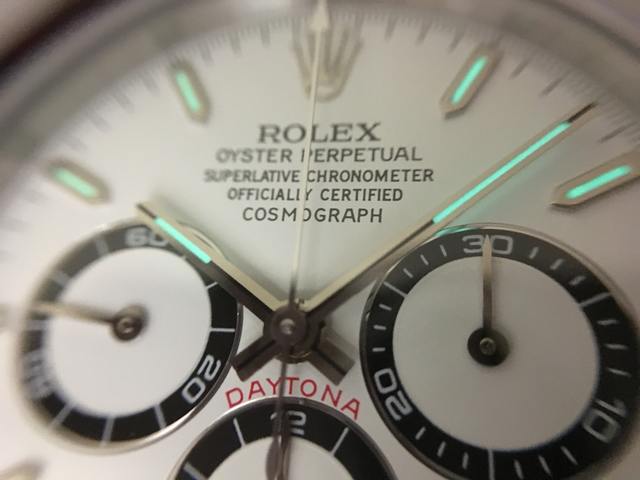 ROLEX
OYSTER PERPETUAL
SUPERLATIVE CHRONOMETER
OFFICIALLY CERTIFIED
COSMOGRAPH
60
20
30
10
20
DAYTONA
12